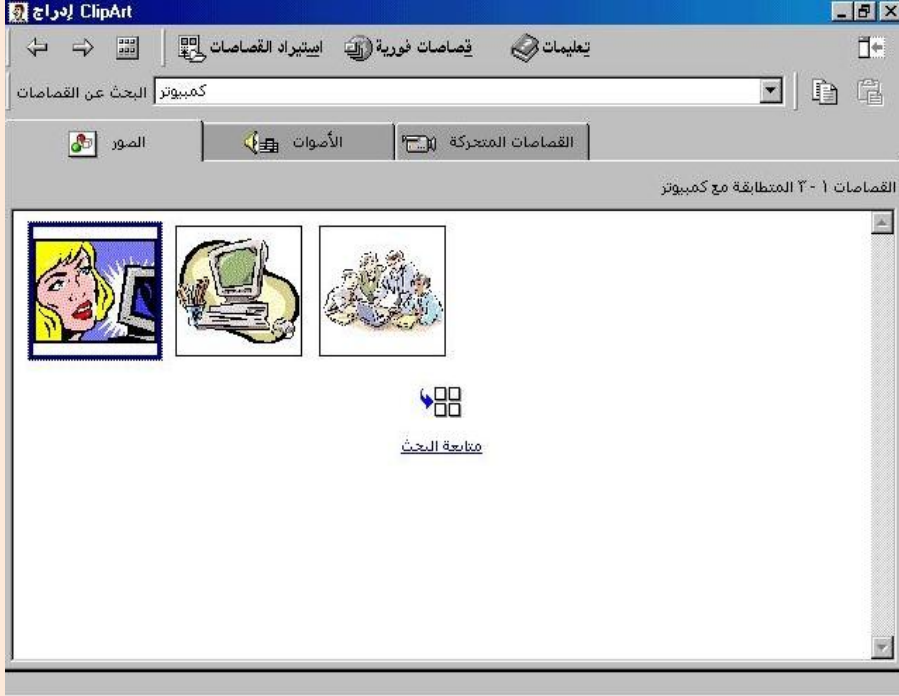 إدراج ClipArt
استيراد القصاصات قصاصات فورية تعليمات
البحث عن القصاصات كمبيوتر
الصور الأصوات القصاصات المتحركة
القصاصات ١ - ٣ المتطابقة مع كمبيوتر
متابعة البحث